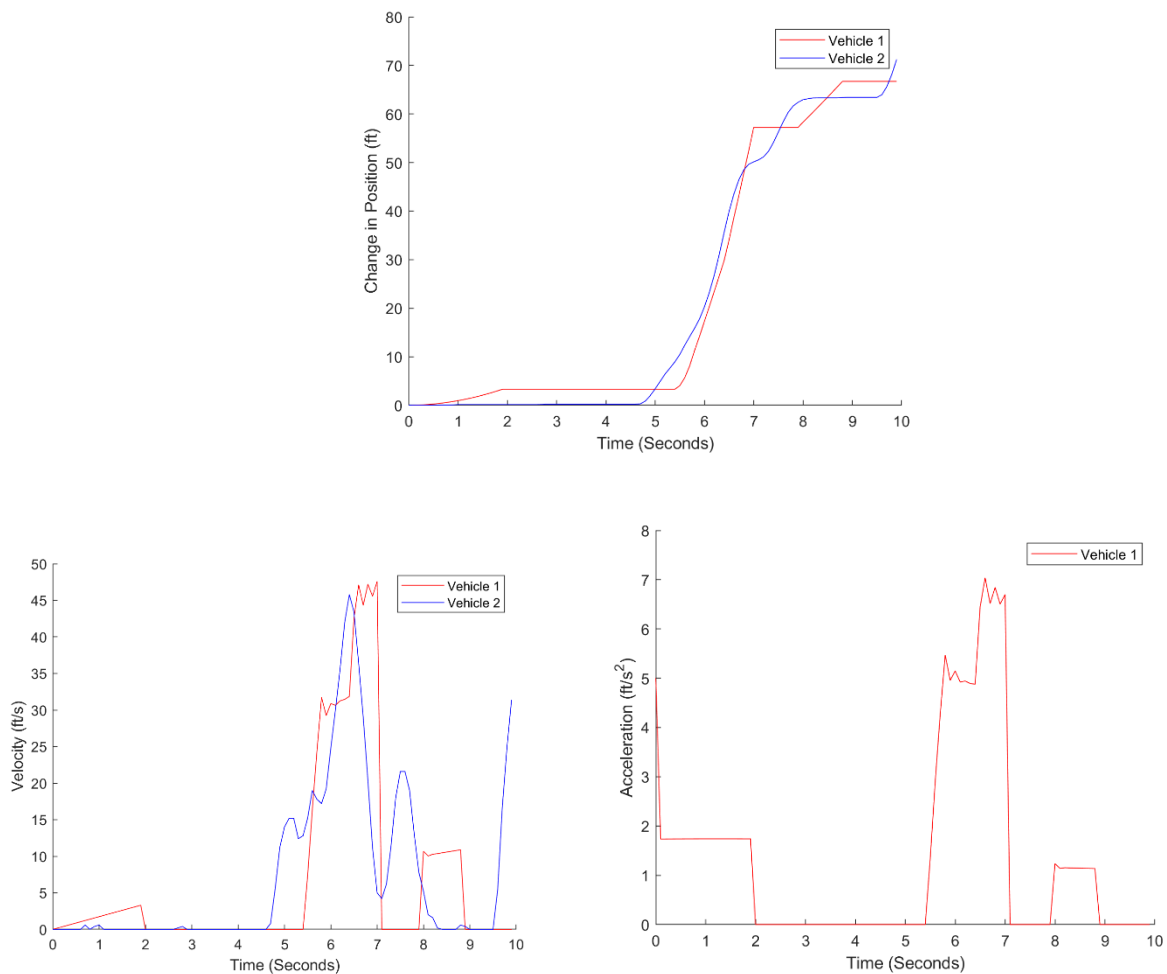 80
70
60
50
40
30
20
10
0
Change in Position (ft)
Vehicle 1
Vehicle 2
0 1 2 3 4 5 6 7 8 9 10
Time (Seconds)
50
45
40
35
30
25
20
15
10
5
0
Velocity (ft/s)
Vehicle 1
Vehicle 2
0 1 2 3 4 5 6 7 8 9 10
Time (Seconds)
8
7
6
5
4
3
2
1
0
Acceleration (ft/s²)
Vehicle 1
0 1 2 3 4 5 6 7 8 9 10
Time (Seconds)